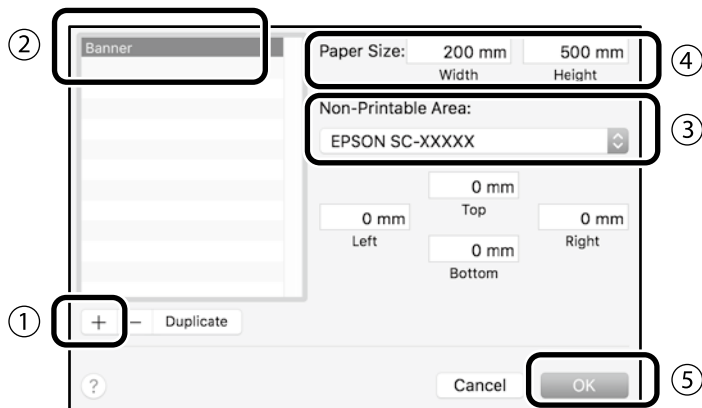 ②
Banner
Paper Size: 200 mm 500 mm
Width Height
④
Non-Printable Area:
EPSON SC-XXXXX
③
0 mm
Top
0 mm 0 mm
Left Right
0 mm
Bottom
①
+ − Duplicate
? Cancel OK
⑤